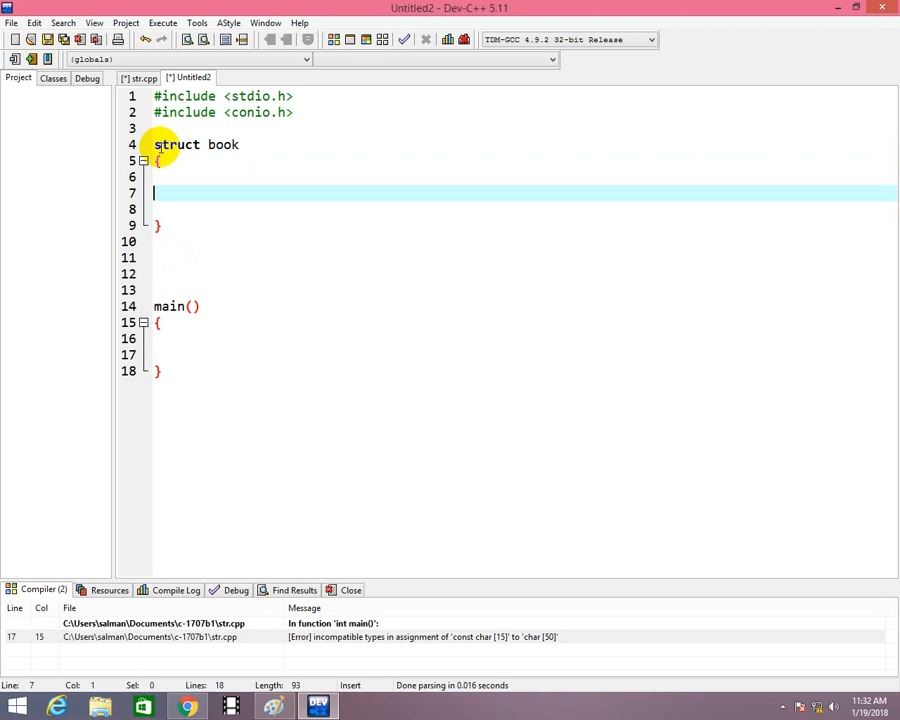 Untitled2 - Dev-C++ 5.11
File Edit Search View Project Execute Tools AStyle Window Help
TDM-GCC 4.9.2 32-bit Release
(globals)
Project Classes Debug [*] str.cpp [*] Untitled2
1 #include <stdio.h>
2 #include <conio.h>
3
4 struct book
5 {
6
7
8
9 }
10
11
12
13
14 main()
15 {
16
17
18 }
Compiler (2) Resources Compile Log Debug Find Results Close
Line Col File Message
C:\Users\salman\Documents\c-1707b1\str.cpp In function 'int main()':
17 15 C:\Users\salman\Documents\c-1707b1\str.cpp [Error] incompatible types in assignment of 'const char [15]' to 'char [50]'
Line: 7 Col: 1 Sel: 0 Lines: 18 Length: 93 Insert Done parsing in 0.016 seconds
DEV
11:32 AM
1/19/2018